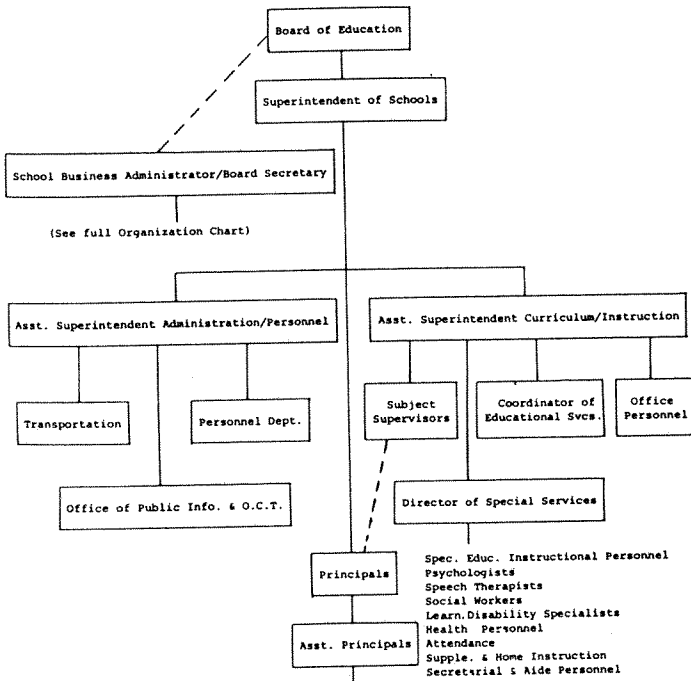 Board of Education
Superintendent of Schools
School Business Administrator/Board Secretary
(See full Organization Chart)
Asst. Superintendent Administration/Personnel
Asst. Superintendent Curriculum/Instruction
Transportation
Personnel Dept.
Subject
Supervisors
Coordinator of
Educational Svcs.
Office
Personnel
Office of Public Info. & O.C.T.
Director of Special Services
Principals
Asst. Principals
Spec. Educ. Instructional Personnel
Psychologists
Speech Therapists
Social Workers
Learn.Disability Specialists
Health Personnel
Attendance
Supple. & Home Instruction
Secretarial & Aide Personnel